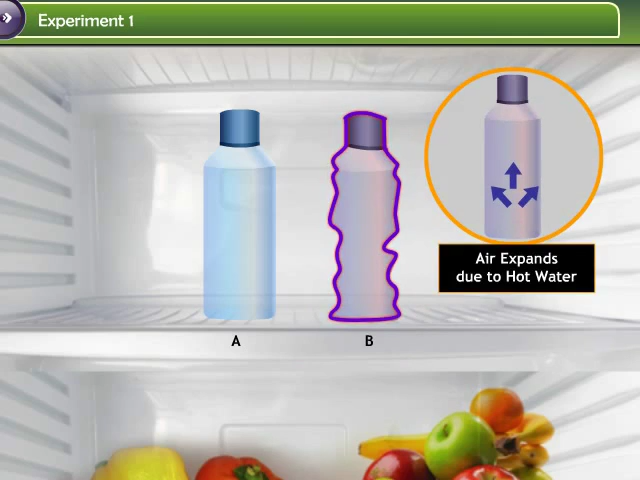 Experiment 1
Air Expands
due to Hot Water
A
B